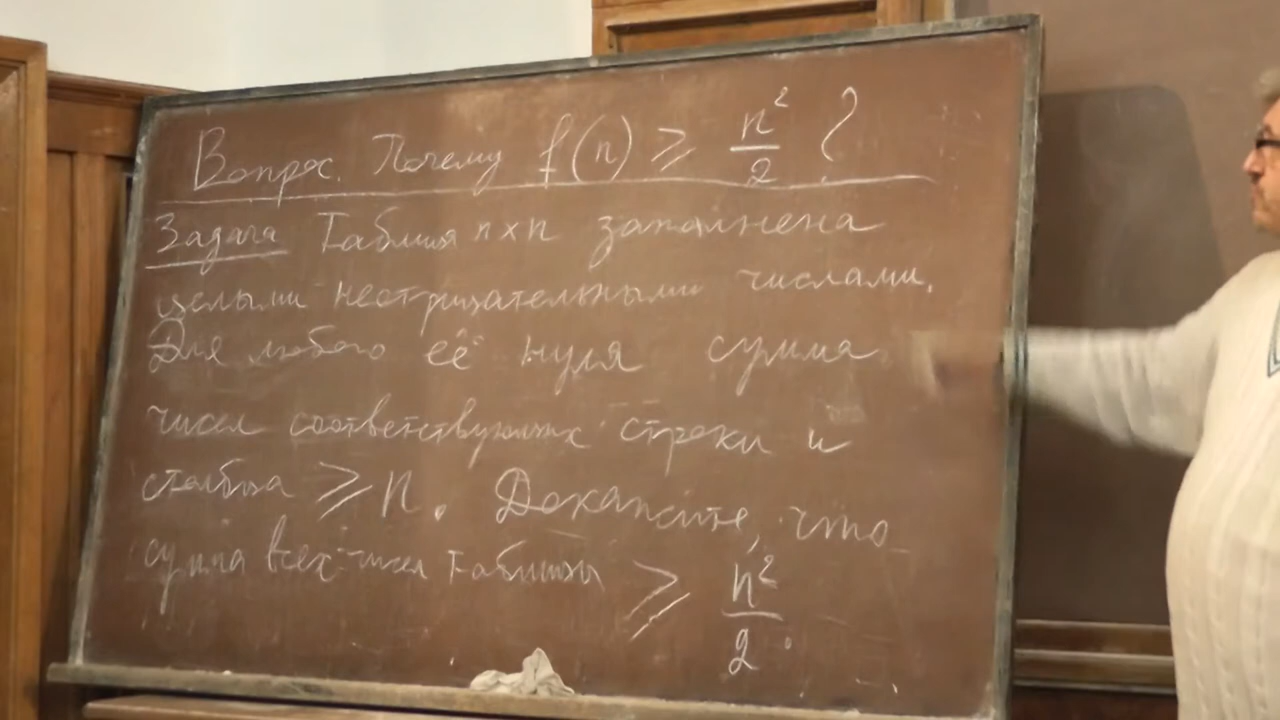 Вопрос. Почему f(n) ⩾ n²/2 ?
Задача Таблица n×n заполнена
целыми неотрицательными числами.
Для любого её нуля сумма
чисел соответствующих строки и
столбца ⩾ n. Докажите, что
сумма всех чисел таблицы ⩾ n²/2.